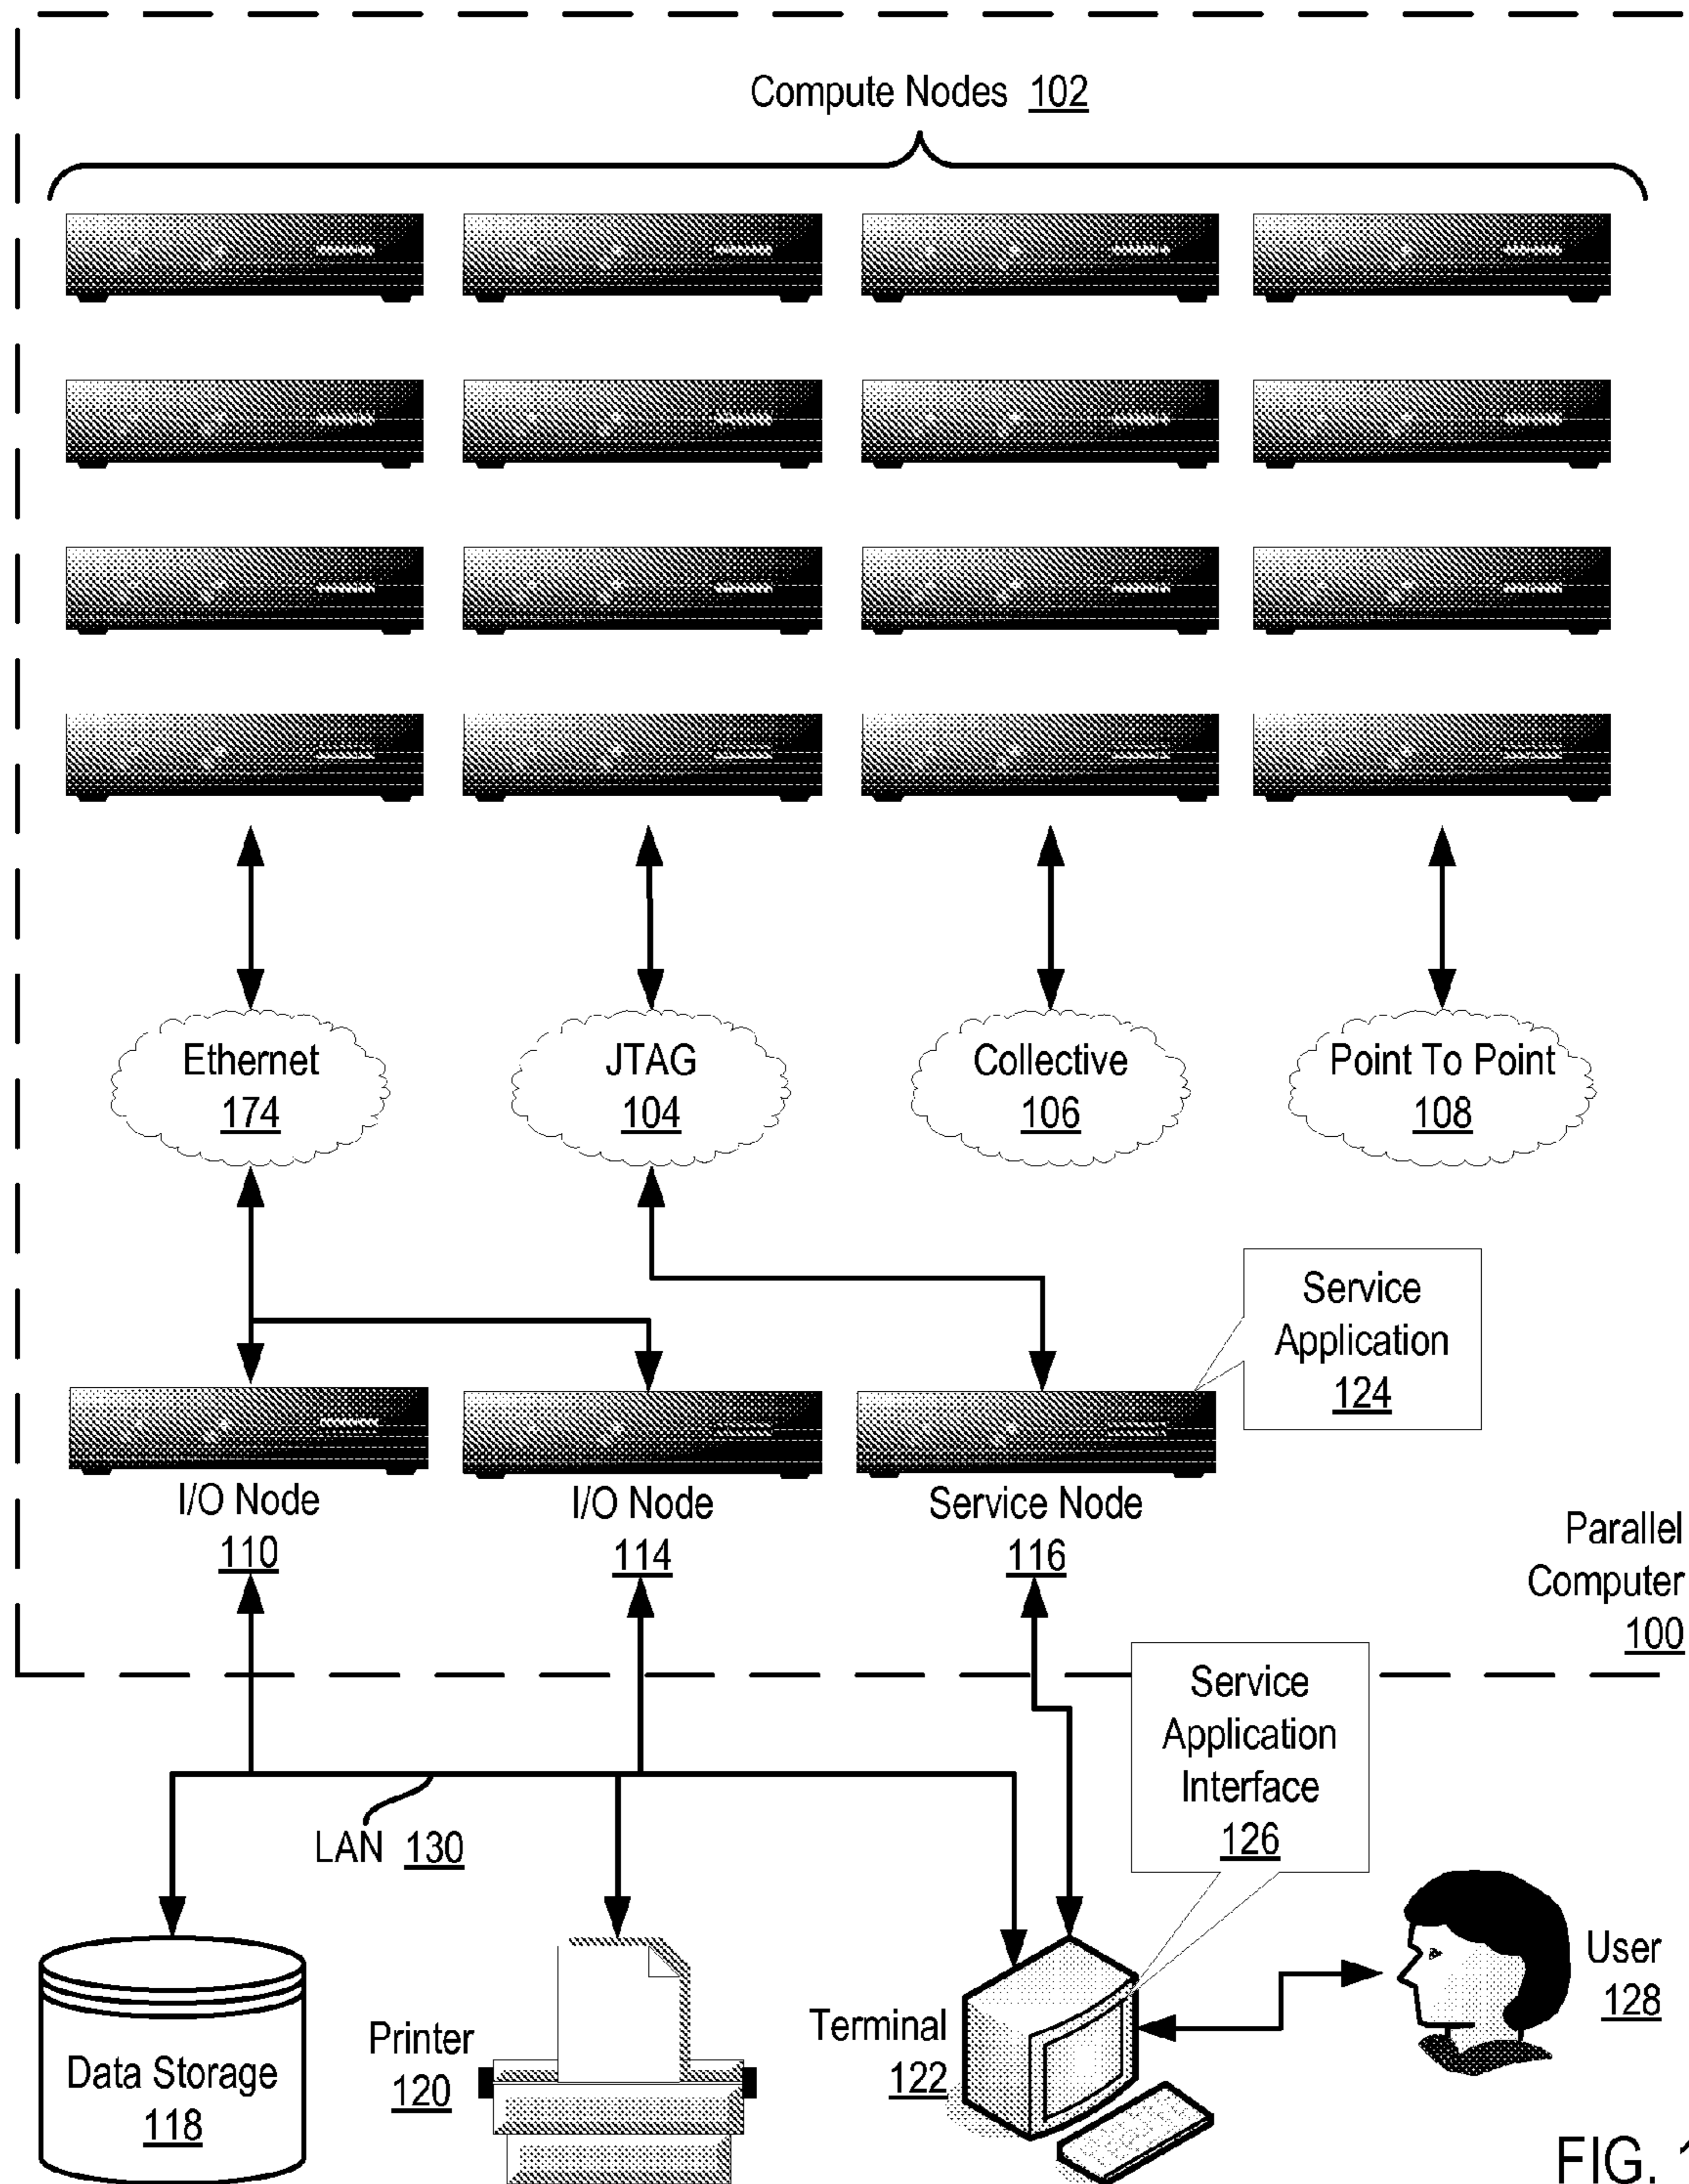 Compute Nodes 102
Ethernet
174
JTAG
104
Collective
106
Point To Point
108
Service
Application
124
I/O Node
110
I/O Node
114
Service Node
116
Parallel
Computer
100
Service
Application
Interface
126
LAN 130
Data Storage
118
Printer
120
Terminal
122
User
128
FIG. 1